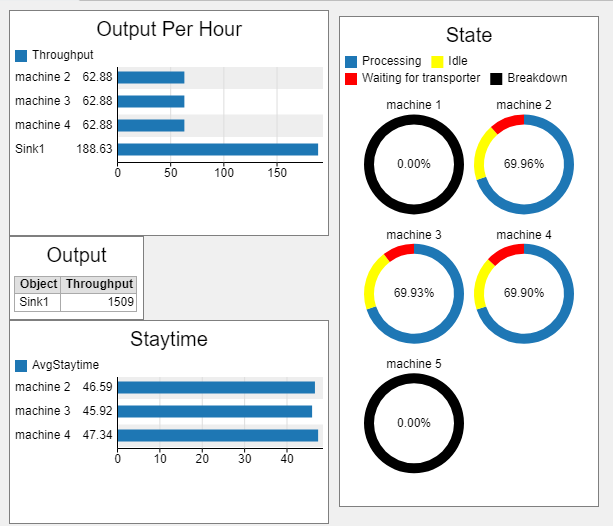 Output Per Hour
Throughput
machine 2 62.88
machine 3 62.88
machine 4 62.88
Sink1 188.63
0 50 100 150
Output
Object Throughput
Sink1 1509
Staytime
AvgStaytime
machine 2 46.59
machine 3 45.92
machine 4 47.34
0 10 20 30 40
State
Processing Idle
Waiting for transporter Breakdown
machine 1 machine 2
0.00% 69.96%
machine 3 machine 4
69.93% 69.90%
machine 5
0.00%